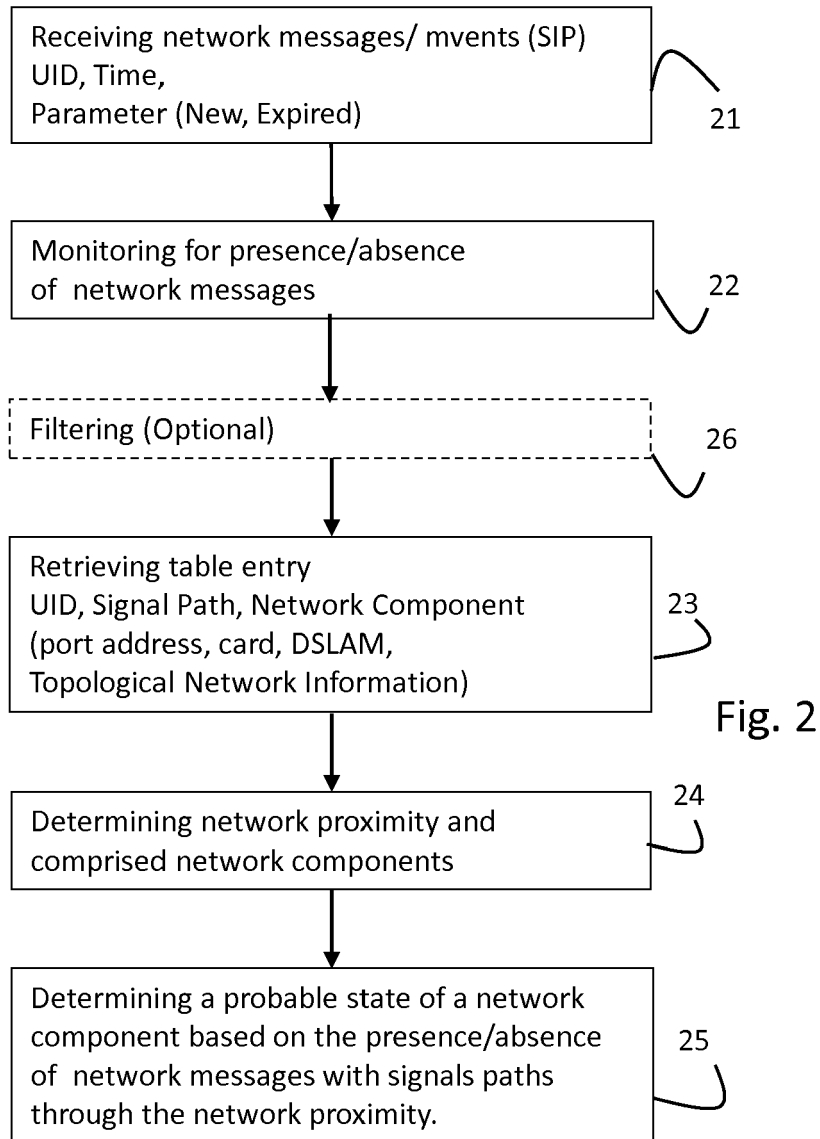 Receiving network messages/ mvents (SIP)
UID, Time,
Parameter (New, Expired)
21
Monitoring for presence/absence
of network messages
22
Filtering (Optional)
26
Retrieving table entry
UID, Signal Path, Network Component
(port address, card, DSLAM,
Topological Network Information)
23
Fig. 2
Determining network proximity and
comprised network components
24
Determining a probable state of a network
component based on the presence/absence
of network messages with signals paths
through the network proximity.
25